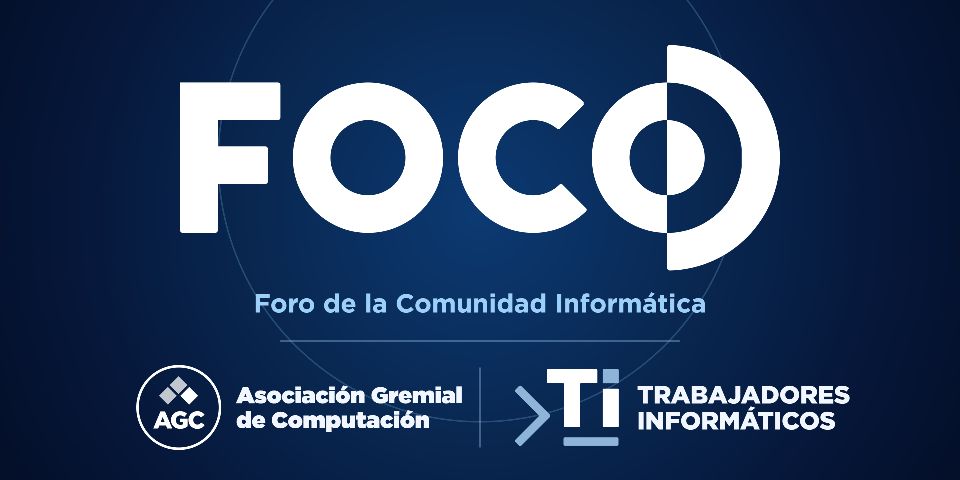 FOCO
Foro de la Comunidad Informática
AGC
Asociación Gremial
de Computación
Ti
TRABAJADORES
INFORMÁTICOS